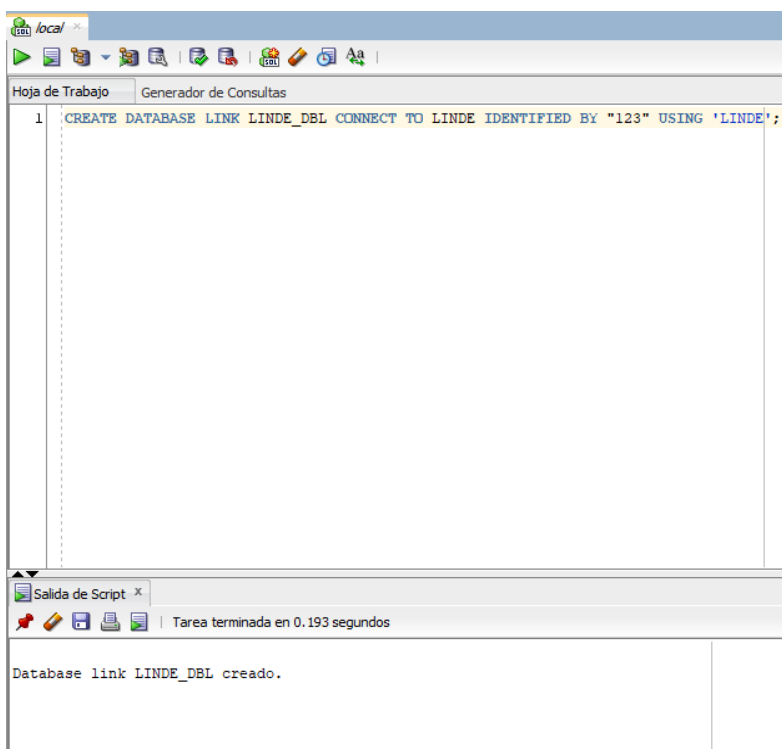 local
Hoja de Trabajo Generador de Consultas
1 CREATE DATABASE LINK LINDE_DBL CONNECT TO LINDE IDENTIFIED BY "123" USING 'LINDE';
Salida de Script x
Tarea terminada en 0.193 segundos
Database link LINDE_DBL creado.